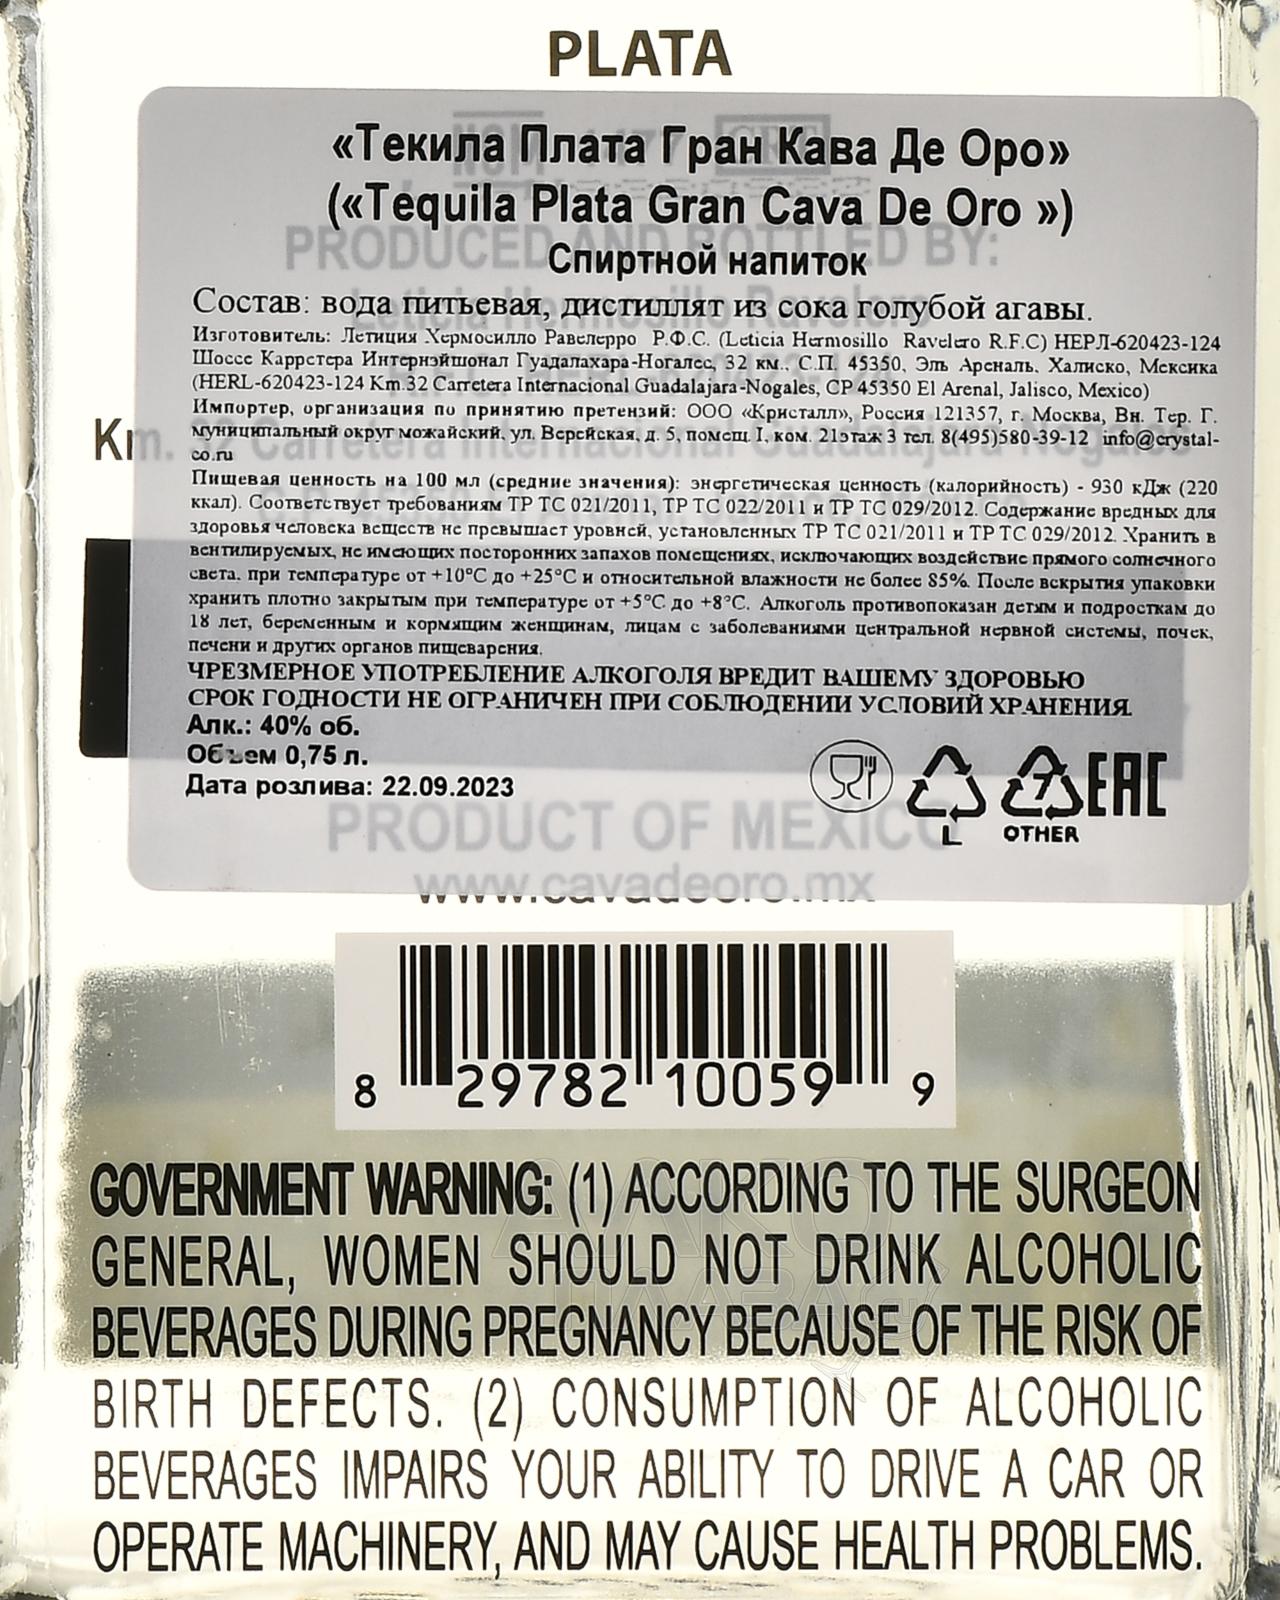 PLATA
«Текила Плата Гран Кава Де Оро»
(«Tequila Plata Gran Cava De Oro »)
PRODUCED AND BOTTLED BY:
Спиртной напиток
Состав: вода питьевая, дистиллят из сока голубой агавы.
Изготовитель: Летиция Хермосилло Равелерро Р.Ф.С. (Leticia Hermosillo Ravelero R.F.C) НЕРЛ-620423-124
Шоссе Карретера Интернэйшонал Гуадалахара-Ногалес, 32 км., С.П. 45350, Эль Ареналь, Халиско, Мексика
(HERL-620423-124 Km.32 Carretera Internacional Guadalajara-Nogales, CP 45350 El Arenal, Jalisco, Mexico)
Импортер, организация по принятию претензий: ООО «Кристалл», Россия 121357, г. Москва, Вн. Тер. Г.
муниципальный округ можайский, ул. Верейская, д. 5, помещ. I, ком. 21этаж 3 тел. 8(495)580-39-12 info@crystal-
co.ru
Km. 32 Carretera Internacional Guadalajara-Nogales
Пищевая ценность на 100 мл (средние значения): энергетическая ценность (калорийность) - 930 кДж (220
ккал). Соответствует требованиям ТР ТС 021/2011, ТР ТС 022/2011 и ТР ТС 029/2012. Содержание вредных для
здоровья человека веществ не превышает уровней, установленных ТР ТС 021/2011 и ТР ТС 029/2012. Хранить в
вентилируемых, не имеющих посторонних запахов помещениях, исключающих воздействие прямого солнечного
света, при температуре от +10°С до +25°С и относительной влажности не более 85%. После вскрытия упаковки
хранить плотно закрытым при температуре от +5°С до +8°С. Алкоголь противопоказан детям и подросткам до
18 лет, беременным и кормящим женщинам, лицам с заболеваниями центральной нервной системы, почек,
печени и других органов пищеварения.
ЧРЕЗМЕРНОЕ УПОТРЕБЛЕНИЕ АЛКОГОЛЯ ВРЕДИТ ВАШЕМУ ЗДОРОВЬЮ
СРОК ГОДНОСТИ НЕ ОГРАНИЧЕН ПРИ СОБЛЮДЕНИИ УСЛОВИЙ ХРАНЕНИЯ.
Алк.: 40% об.
Объем 0,75 л.
Дата розлива: 22.09.2023
7 EAC
L OTHER
PRODUCT OF MEXICO
www.cavadeoro.mx
8 29782 10059 9
GOVERNMENT WARNING: (1) ACCORDING TO THE SURGEON
GENERAL, WOMEN SHOULD NOT DRINK ALCOHOLIC
BEVERAGES DURING PREGNANCY BECAUSE OF THE RISK OF
BIRTH DEFECTS. (2) CONSUMPTION OF ALCOHOLIC
BEVERAGES IMPAIRS YOUR ABILITY TO DRIVE A CAR OR
OPERATE MACHINERY, AND MAY CAUSE HEALTH PROBLEMS.